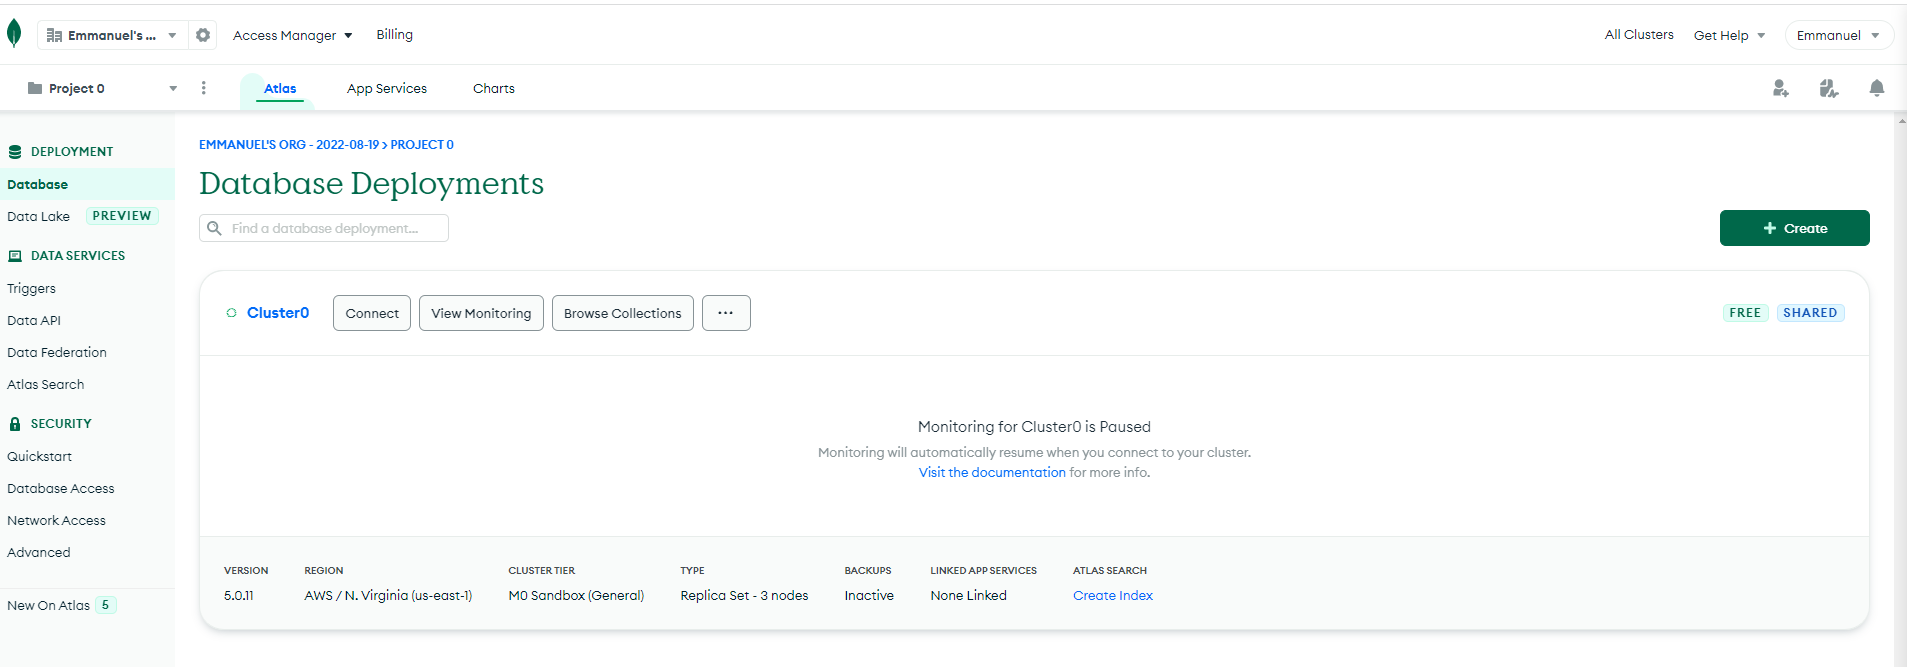 Emmanuel's ...
Access Manager
Billing
All Clusters
Get Help
Emmanuel
Project 0
Atlas
App Services
Charts
DEPLOYMENT
Database
Data Lake PREVIEW
DATA SERVICES
Triggers
Data API
Data Federation
Atlas Search
SECURITY
Quickstart
Database Access
Network Access
Advanced
New On Atlas 5
EMMANUEL'S ORG - 2022-08-19 > PROJECT 0
Database Deployments
Find a database deployment...
+ Create
Cluster0
Connect
View Monitoring
Browse Collections
...
FREE
SHARED
Monitoring for Cluster0 is Paused
Monitoring will automatically resume when you connect to your cluster.
Visit the documentation for more info.
VERSION
5.0.11
REGION
AWS / N. Virginia (us-east-1)
CLUSTER TIER
M0 Sandbox (General)
TYPE
Replica Set - 3 nodes
BACKUPS
Inactive
LINKED APP SERVICES
None Linked
ATLAS SEARCH
Create Index